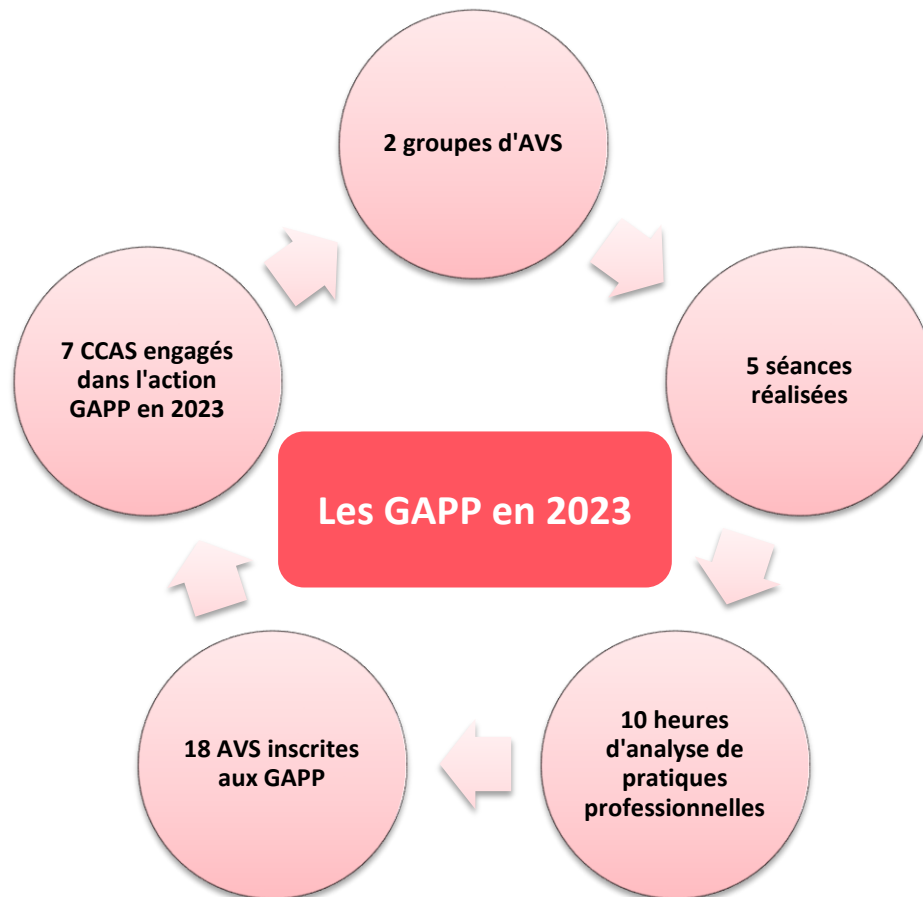 2 groupes d'AVS
5 séances
réalisées
10 heures
d'analyse de
pratiques
professionnelles
18 AVS inscrites
aux GAPP
7 CCAS engagés
dans l'action
GAPP en 2023
Les GAPP en 2023